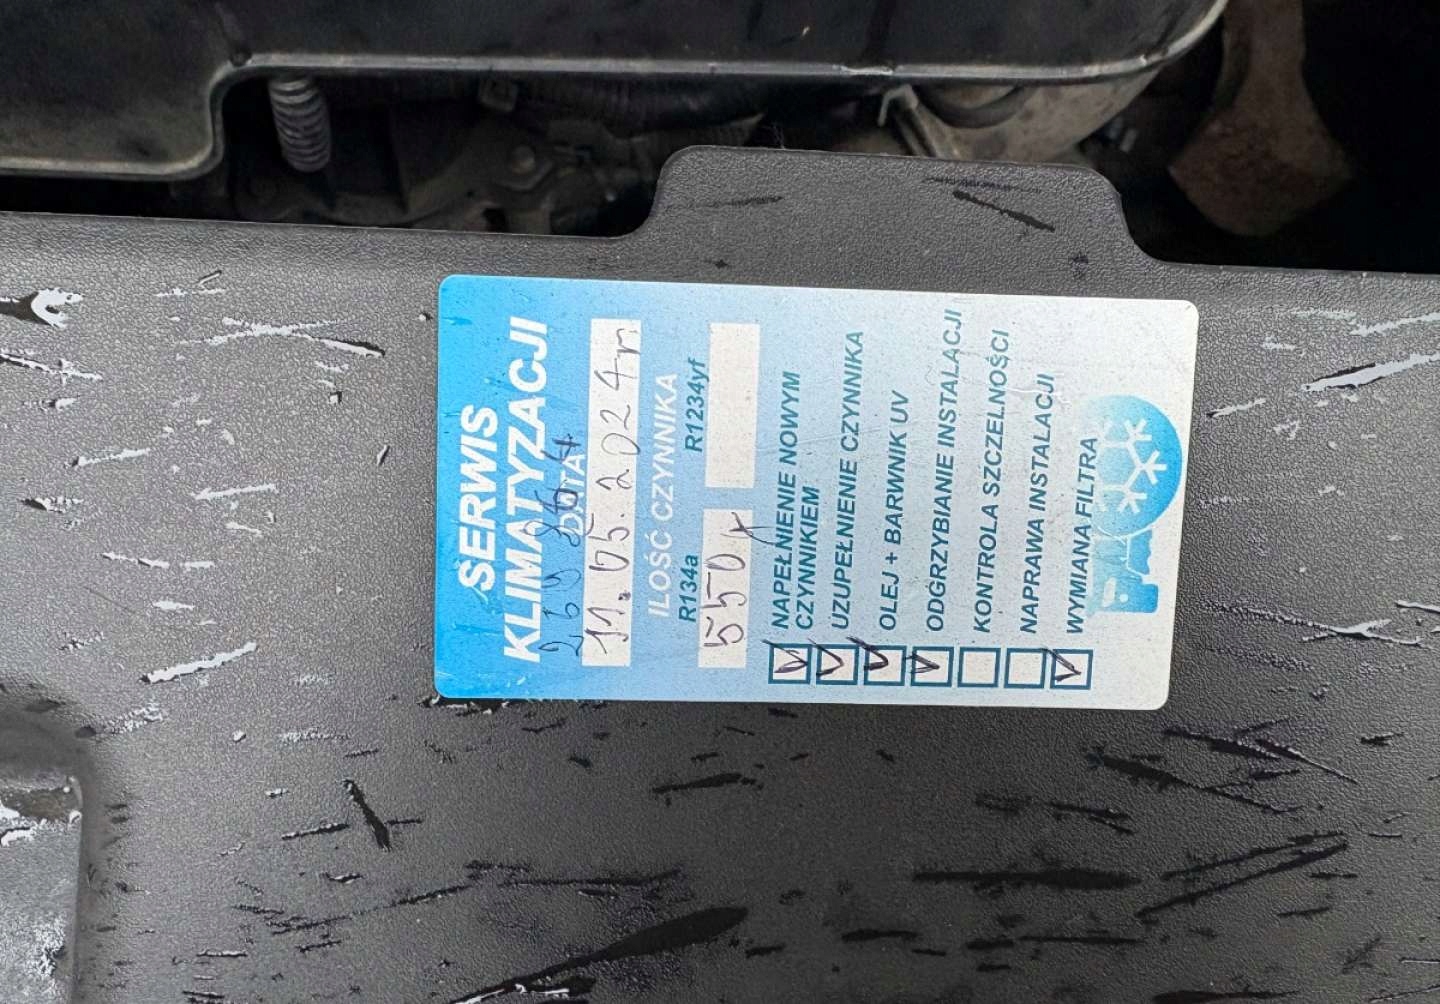 SERWIS
KLIMATYZACJI
DATA
11.05.2024r
ILOŚĆ CZYNNIKA
R134a R1234yf
550
NAPEŁNIENIE NOWYM
CZYNNIKIEM
UZUPEŁNIENIE CZYNNIKA
OLEJ + BARWNIK UV
ODGRZYBIANIE INSTALACJI
KONTROLA SZCZELNOŚCI
NAPRAWA INSTALACJI
WYMIANA FILTRA